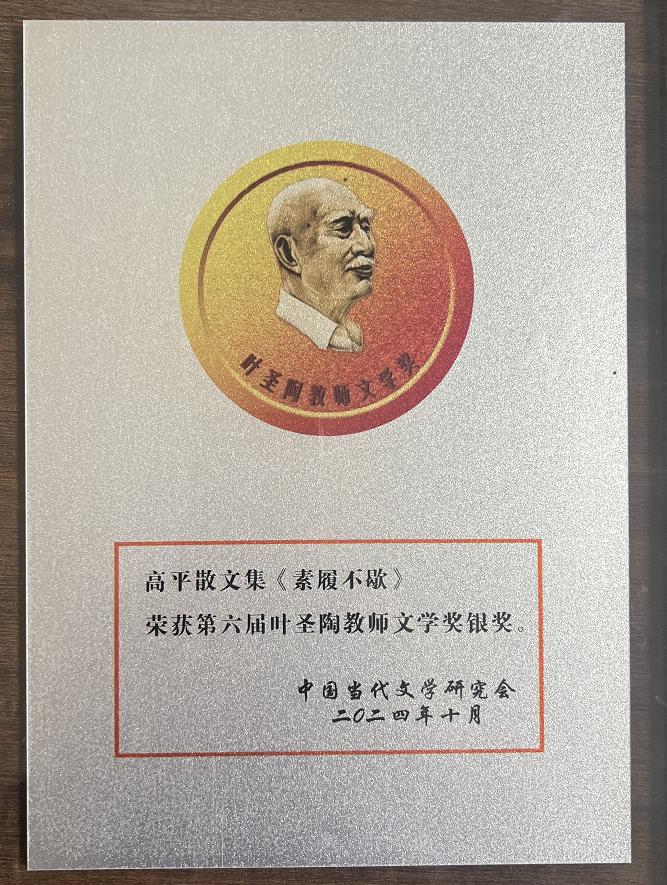 叶圣陶教师文学奖
高平散文集《素履不歇》
荣获第六届叶圣陶教师文学奖银奖。
中国当代文学研究会
二〇二四年十月